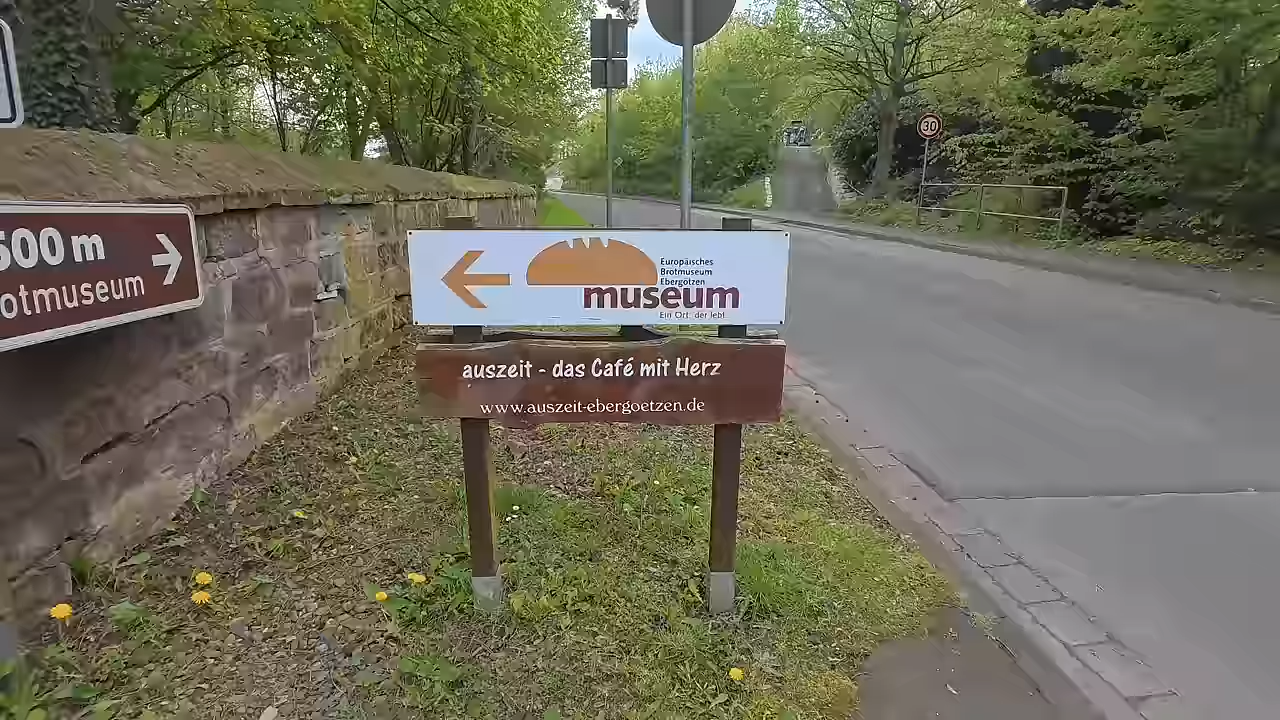 500 m
otmuseum
30
Europäisches
Brotmuseum
Ebergötzen
museum
Ein Ort, der lebt
auszeit - das Café mit Herz
www.auszeit-ebergoetzen.de